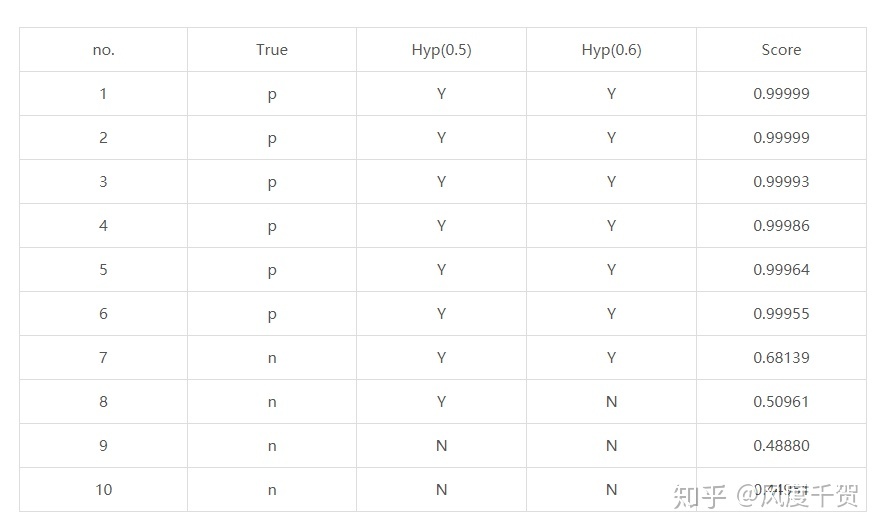 no. True Hyp(0.5) Hyp(0.6) Score
1 p Y Y 0.99999
2 p Y Y 0.99999
3 p Y Y 0.99993
4 p Y Y 0.99986
5 p Y Y 0.99964
6 p Y Y 0.99955
7 n Y Y 0.68139
8 n Y N 0.50961
9 n N N 0.48880
10 n N N
知乎 @风度千贺